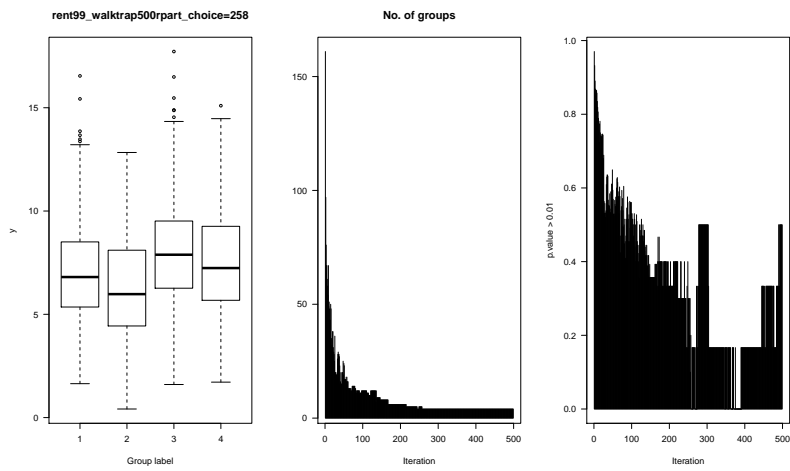 rent99_walktrap500rpart_choice=258
y
15
10
5
0
1 2 3 4
Group label
No. of groups
150
100
50
0
0 100 200 300 400 500
Iteration
p.value > 0.01
1.0
0.8
0.6
0.4
0.2
0.0
0 100 200 300 400 500
Iteration